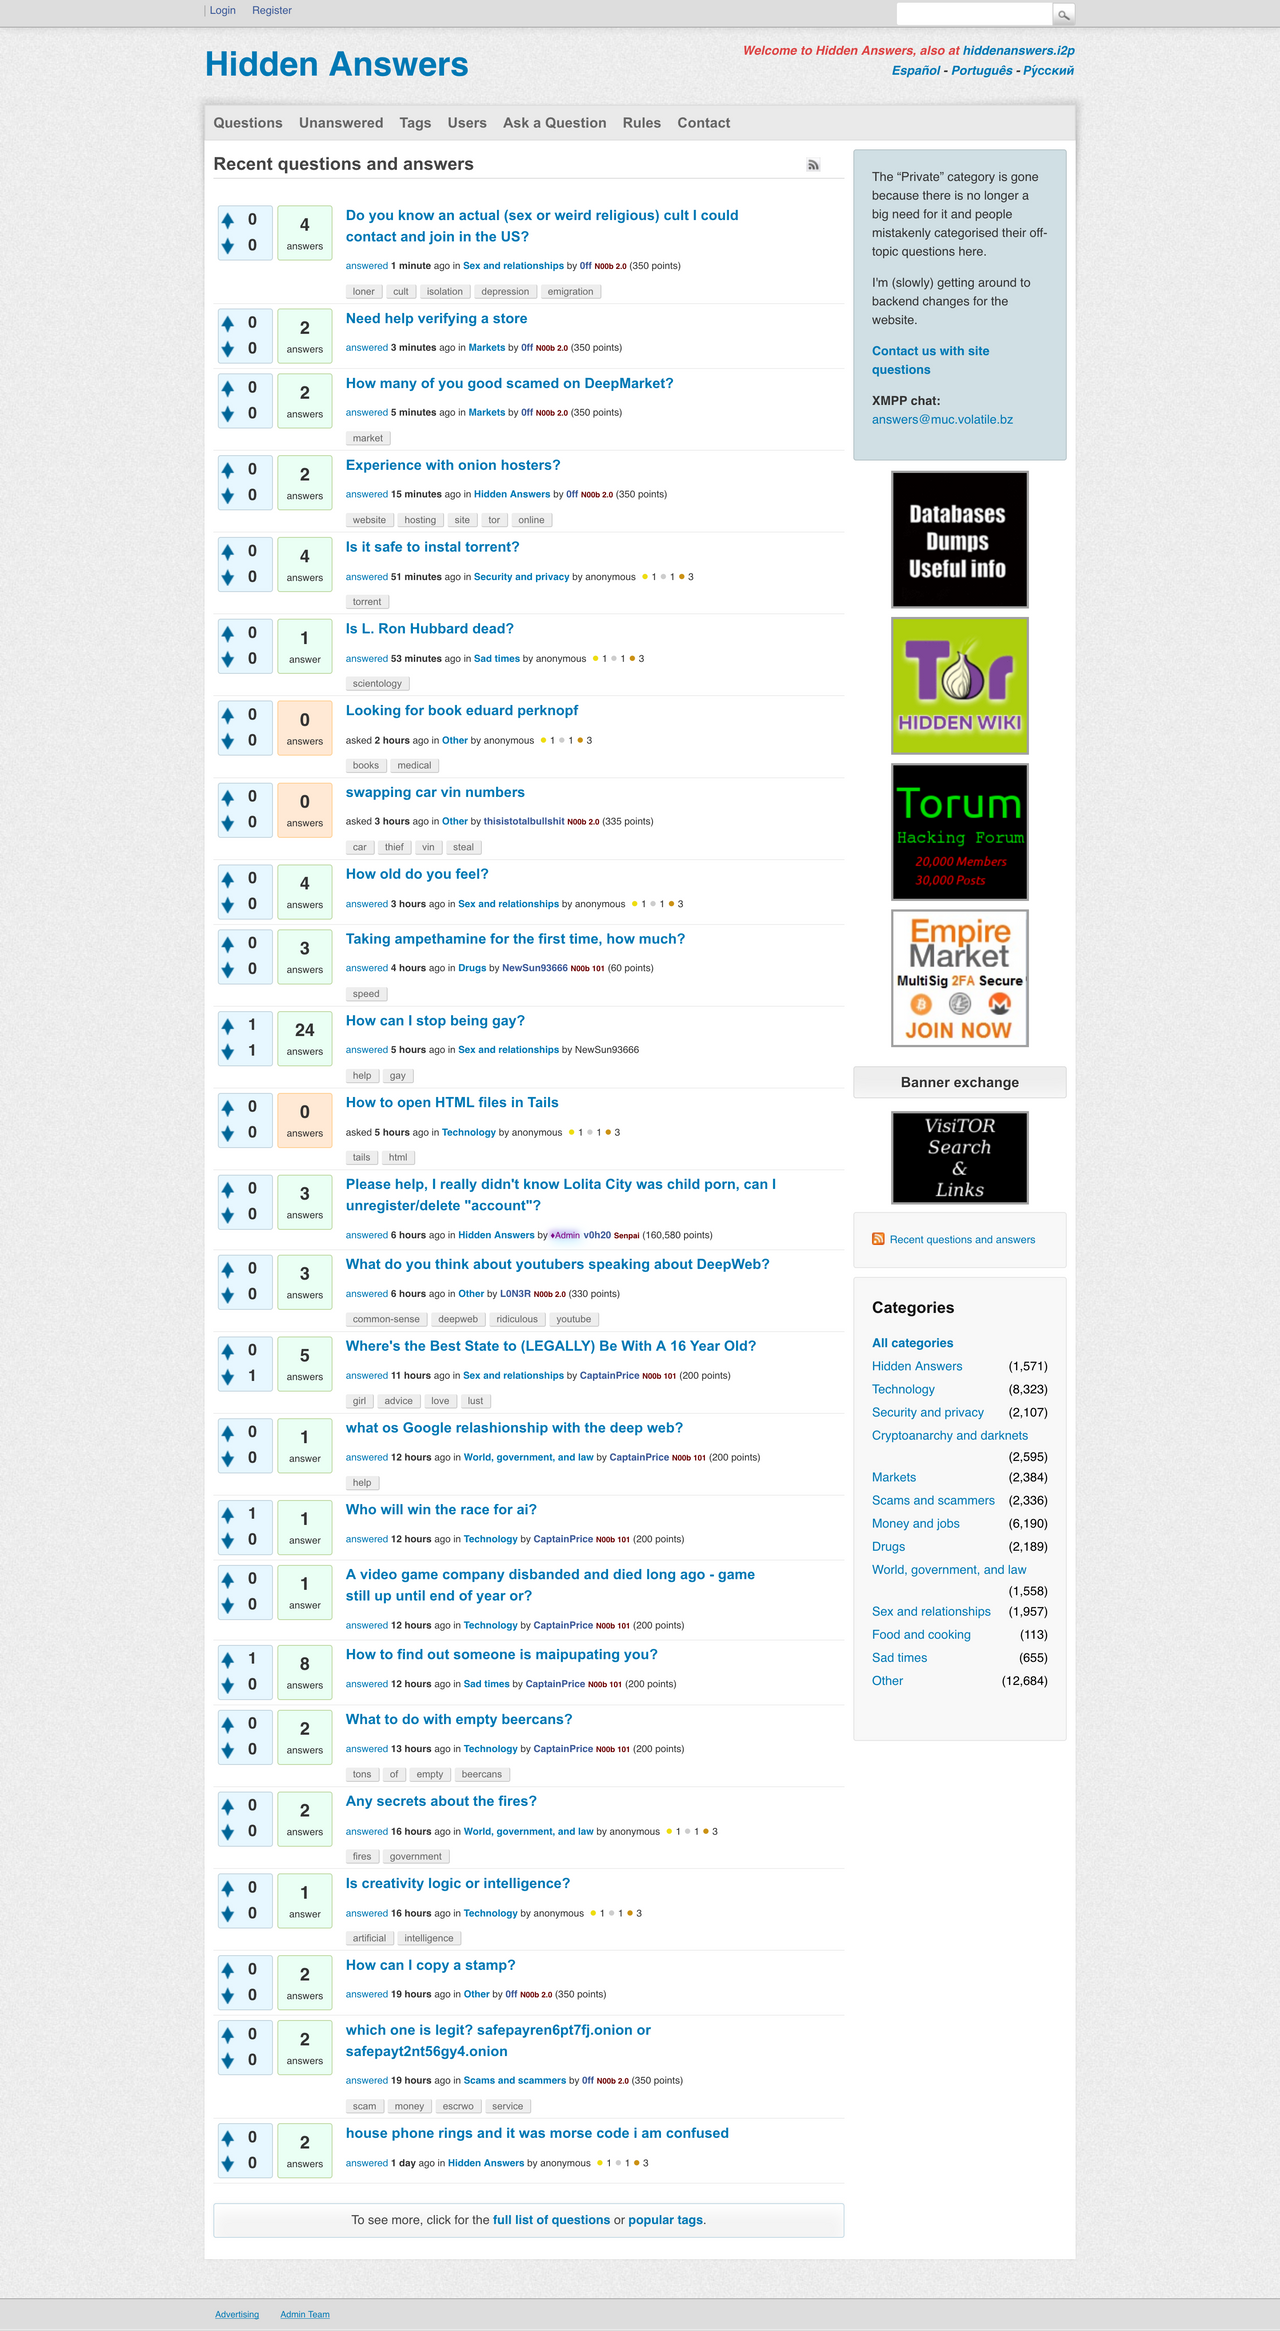 Login Register
Hidden Answers
Welcome to Hidden Answers, also at hiddenanswers.i2p
Español - Português - Ру́сский
Questions Unanswered Tags Users Ask a Question Rules Contact
Recent questions and answers
0
0
4
answers
Do you know an actual (sex or weird religious) cult I could
contact and join in the US?
answered 1 minute ago in Sex and relationships by 0ff N00b 2.0 (350 points)
loner cult isolation depression emigration
0
0
2
answers
Need help verifying a store
answered 3 minutes ago in Markets by 0ff N00b 2.0 (350 points)
0
0
2
answers
How many of you good scamed on DeepMarket?
answered 5 minutes ago in Markets by 0ff N00b 2.0 (350 points)
market
0
0
2
answers
Experience with onion hosters?
answered 15 minutes ago in Hidden Answers by 0ff N00b 2.0 (350 points)
website hosting site tor online
0
0
4
answers
Is it safe to instal torrent?
answered 51 minutes ago in Security and privacy by anonymous ● 1 ● 1 ● 3
torrent
0
0
1
answer
Is L. Ron Hubbard dead?
answered 53 minutes ago in Sad times by anonymous ● 1 ● 1 ● 3
scientology
0
0
0
answers
Looking for book eduard perknopf
asked 2 hours ago in Other by anonymous ● 1 ● 1 ● 3
books medical
0
0
0
answers
swapping car vin numbers
asked 3 hours ago in Other by thisistotalbullshit N00b 2.0 (335 points)
car thief vin steal
0
0
4
answers
How old do you feel?
answered 3 hours ago in Sex and relationships by anonymous ● 1 ● 1 ● 3
0
0
3
answers
Taking ampethamine for the first time, how much?
answered 4 hours ago in Drugs by NewSun93666 N00b 101 (60 points)
speed
1
1
24
answers
How can I stop being gay?
answered 5 hours ago in Sex and relationships by NewSun93666
help gay
0
0
0
answers
How to open HTML files in Tails
asked 5 hours ago in Technology by anonymous ● 1 ● 1 ● 3
tails html
0
0
3
answers
Please help, I really didn't know Lolita City was child porn, can I
unregister/delete "account"?
answered 6 hours ago in Hidden Answers by ♦Admin v0h20 Senpai (160,580 points)
0
0
3
answers
What do you think about youtubers speaking about DeepWeb?
answered 6 hours ago in Other by L0N3R N00b 2.0 (330 points)
common-sense deepweb ridiculous youtube
0
1
5
answers
Where's the Best State to (LEGALLY) Be With A 16 Year Old?
answered 11 hours ago in Sex and relationships by CaptainPrice N00b 101 (200 points)
girl advice love lust
0
0
1
answer
what os Google relashionship with the deep web?
answered 12 hours ago in World, government, and law by CaptainPrice N00b 101 (200 points)
help
1
0
1
answer
Who will win the race for ai?
answered 12 hours ago in Technology by CaptainPrice N00b 101 (200 points)
0
0
1
answer
A video game company disbanded and died long ago - game
still up until end of year or?
answered 12 hours ago in Technology by CaptainPrice N00b 101 (200 points)
1
0
8
answers
How to find out someone is maipupating you?
answered 12 hours ago in Sad times by CaptainPrice N00b 101 (200 points)
0
0
2
answers
What to do with empty beercans?
answered 13 hours ago in Technology by CaptainPrice N00b 101 (200 points)
tons of empty beercans
0
0
2
answers
Any secrets about the fires?
answered 16 hours ago in World, government, and law by anonymous ● 1 ● 1 ● 3
fires government
0
0
1
answer
Is creativity logic or intelligence?
answered 16 hours ago in Technology by anonymous ● 1 ● 1 ● 3
artificial intelligence
0
0
2
answers
How can I copy a stamp?
answered 19 hours ago in Other by 0ff N00b 2.0 (350 points)
0
0
2
answers
which one is legit? safepayren6pt7fj.onion or
safepayt2nt56gy4.onion
answered 19 hours ago in Scams and scammers by 0ff N00b 2.0 (350 points)
scam money escrwo service
0
0
2
answers
house phone rings and it was morse code i am confused
answered 1 day ago in Hidden Answers by anonymous ● 1 ● 1 ● 3
To see more, click for the full list of questions or popular tags.
The “Private” category is gone
because there is no longer a
big need for it and people
mistakenly categorised their off-
topic questions here.
I'm (slowly) getting around to
backend changes for the
website.
Contact us with site
questions
XMPP chat:
answers@muc.volatile.bz
Databases
Dumps
Useful info
Tor
HIDDEN WIKI
Torum
Hacking Forum
20,000 Members
30,000 Posts
Empire
Market
MultiSig 2FA Secure
JOIN NOW
Banner exchange
VisiTOR
Search
&
Links
Recent questions and answers
Categories
All categories
Hidden Answers (1,571)
Technology (8,323)
Security and privacy (2,107)
Cryptoanarchy and darknets
(2,595)
Markets (2,384)
Scams and scammers (2,336)
Money and jobs (6,190)
Drugs (2,189)
World, government, and law
(1,558)
Sex and relationships (1,957)
Food and cooking (113)
Sad times (655)
Other (12,684)
Advertising Admin Team